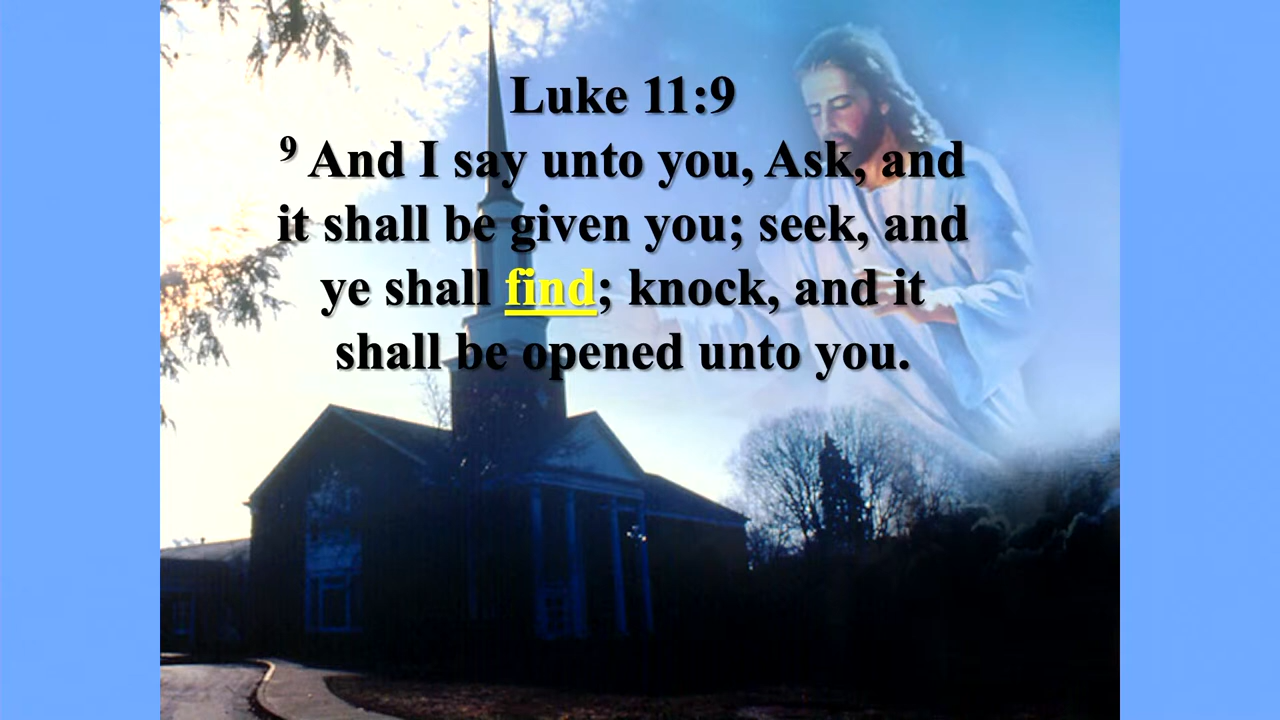 Luke 11:9
9 And I say unto you, Ask, and
it shall be given you; seek, and
ye shall find; knock, and it
shall be opened unto you.